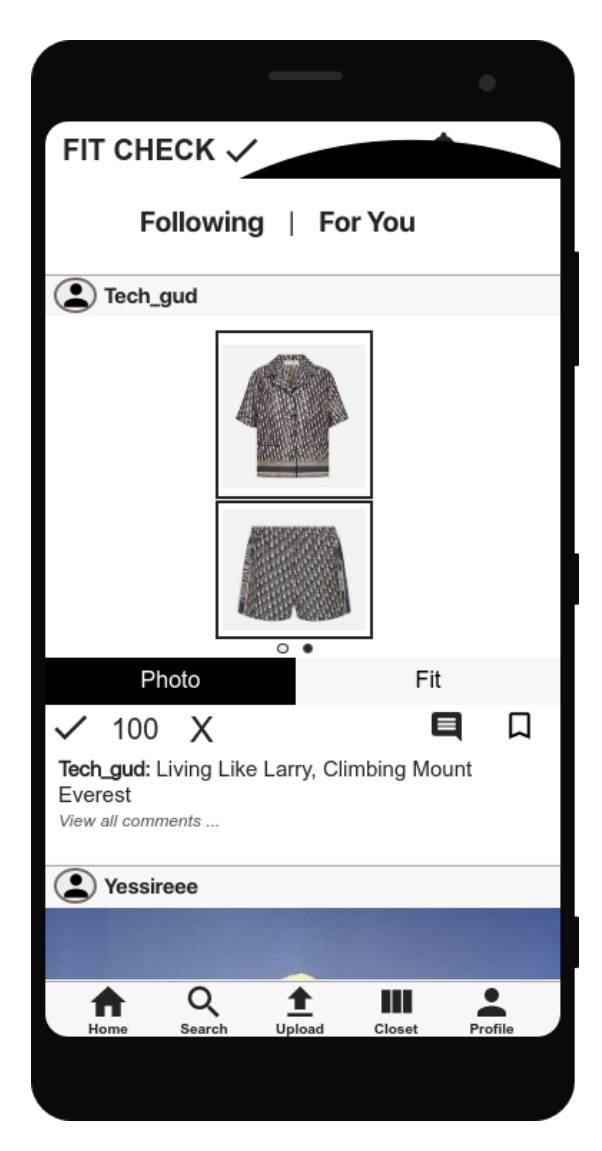 FIT CHECK
Following | For You
Tech_gud
Photo Fit
100 X
Tech_gud: Living Like Larry, Climbing Mount
Everest
View all comments ...
Yessireee
Home Search Upload Closet Profile